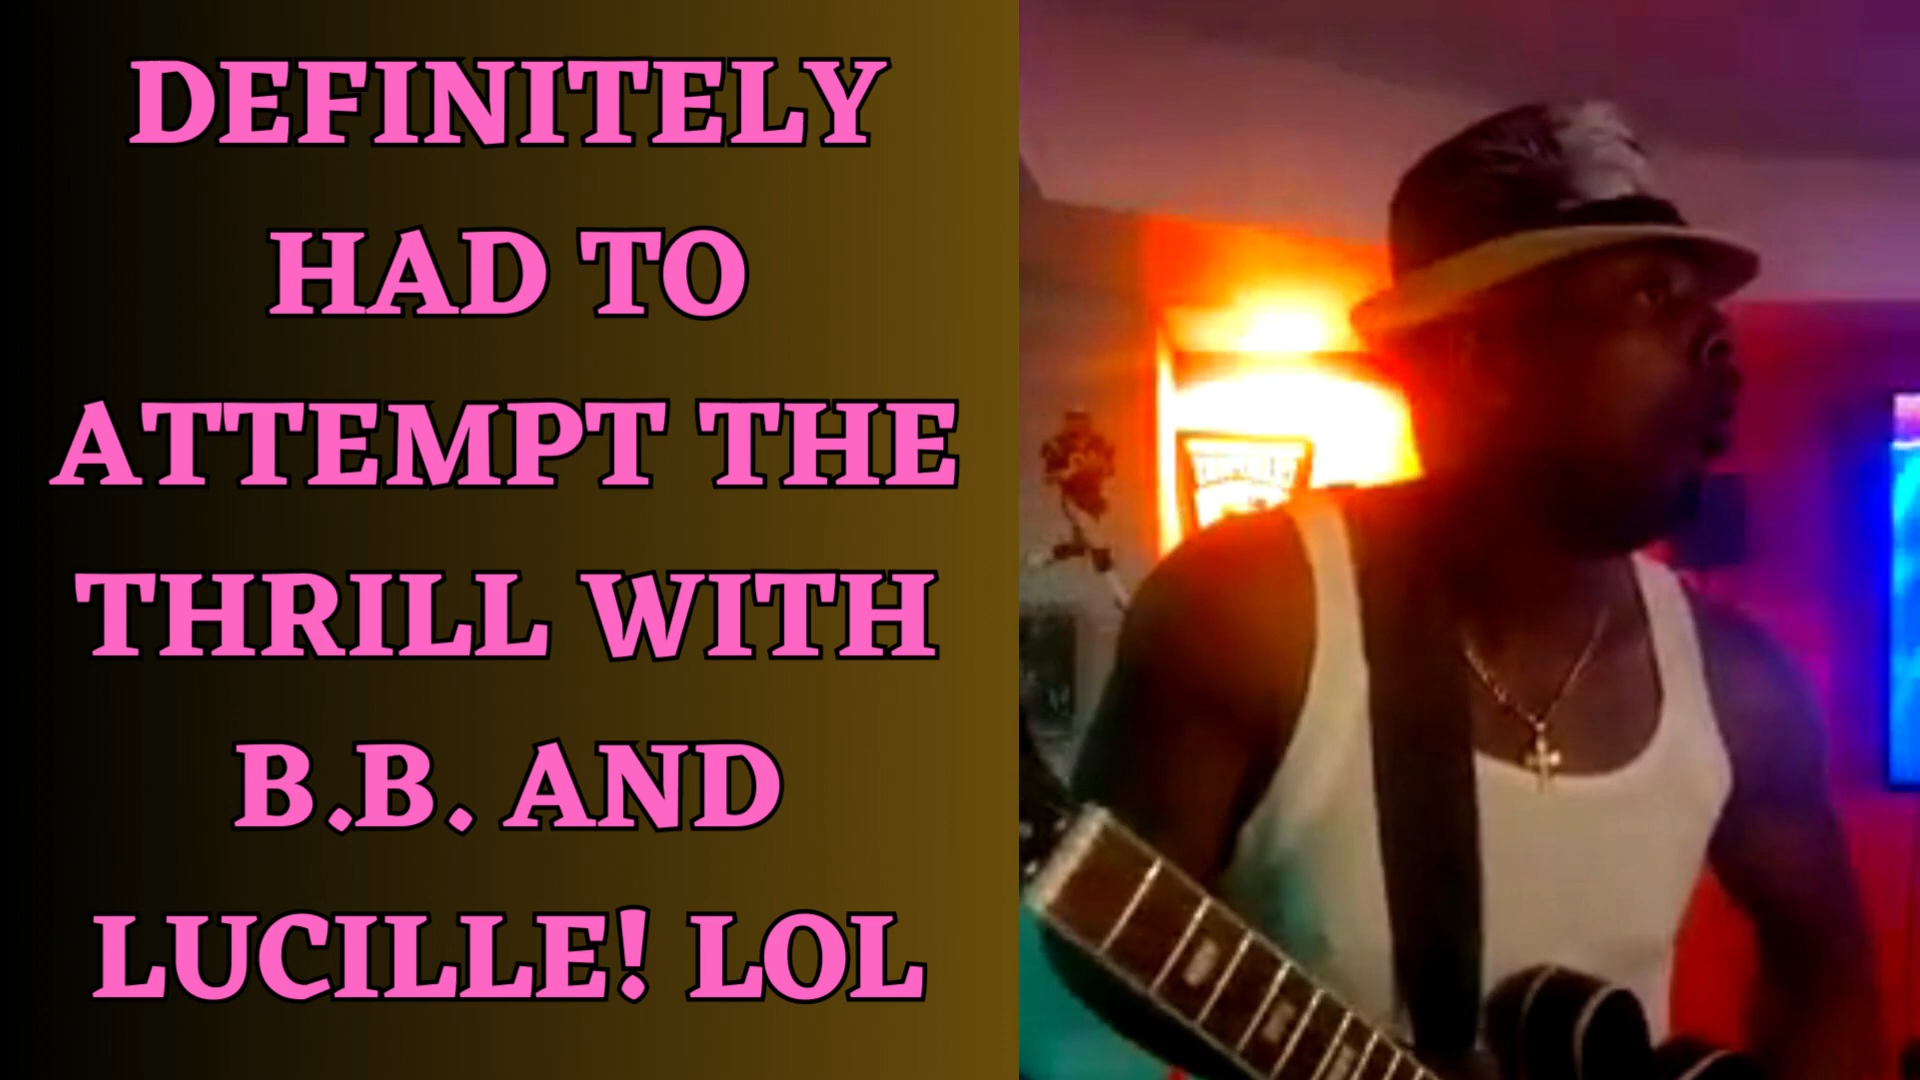 DEFINITELY
HAD TO
ATTEMPT THE
THRILL WITH
B.B. AND
LUCILLE! LOL